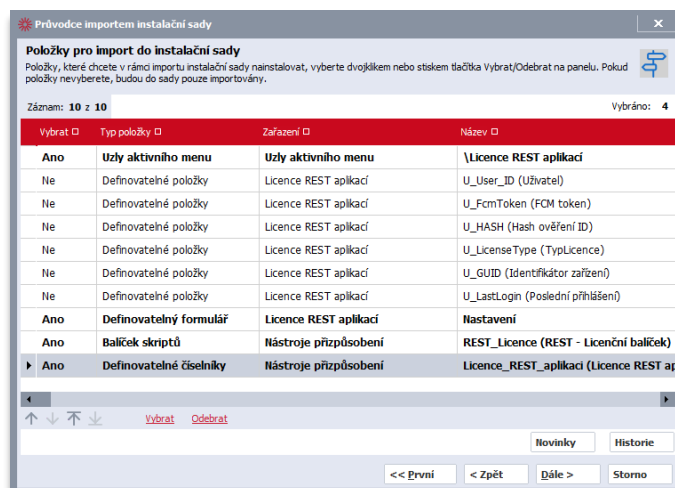 Průvodce importem instalační sady
Položky pro import do instalační sady
Položky, které chcete v rámci importu instalační sady nainstalovat, vyberte dvojklikem nebo stiskem tlačítka Vybrat/Odebrat na panelu. Pokud
položky nevyberete, budou do sady pouze importovány.
Záznam: 10 z 10 Vybráno: 4
Vybrat Typ položky Zařazení Název
Ano Uzly aktivního menu Uzly aktivního menu \Licence REST aplikací
Ne Definovatelné položky Licence REST aplikací U_User_ID (Uživatel)
Ne Definovatelné položky Licence REST aplikací U_FcmToken (FCM token)
Ne Definovatelné položky Licence REST aplikací U_HASH (Hash ověření ID)
Ne Definovatelné položky Licence REST aplikací U_LicenseType (TypLicence)
Ne Definovatelné položky Licence REST aplikací U_GUID (Identifikátor zařízení)
Ne Definovatelné položky Licence REST aplikací U_LastLogin (Poslední přihlášení)
Ano Definovatelný formulář Licence REST aplikací Nastavení
Ano Balíček skriptů Nástroje přizpůsobení REST_Licence (REST - Licenční balíček)
Ano Definovatelné číselníky Nástroje přizpůsobení Licence_REST_aplikaci (Licence REST ap
Vybrat Odebrat
Novinky Historie
<< První < Zpět Dále > Storno